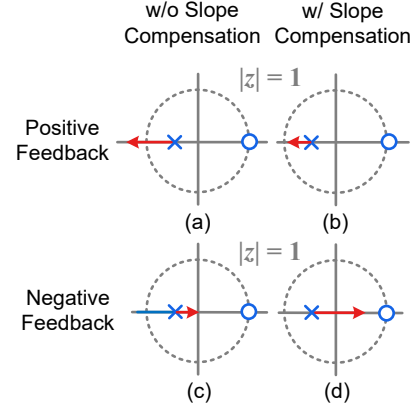 w/o Slope Compensation
w/ Slope Compensation
|z| = 1
Positive Feedback
(a)
(b)
|z| = 1
Negative Feedback
(c)
(d)